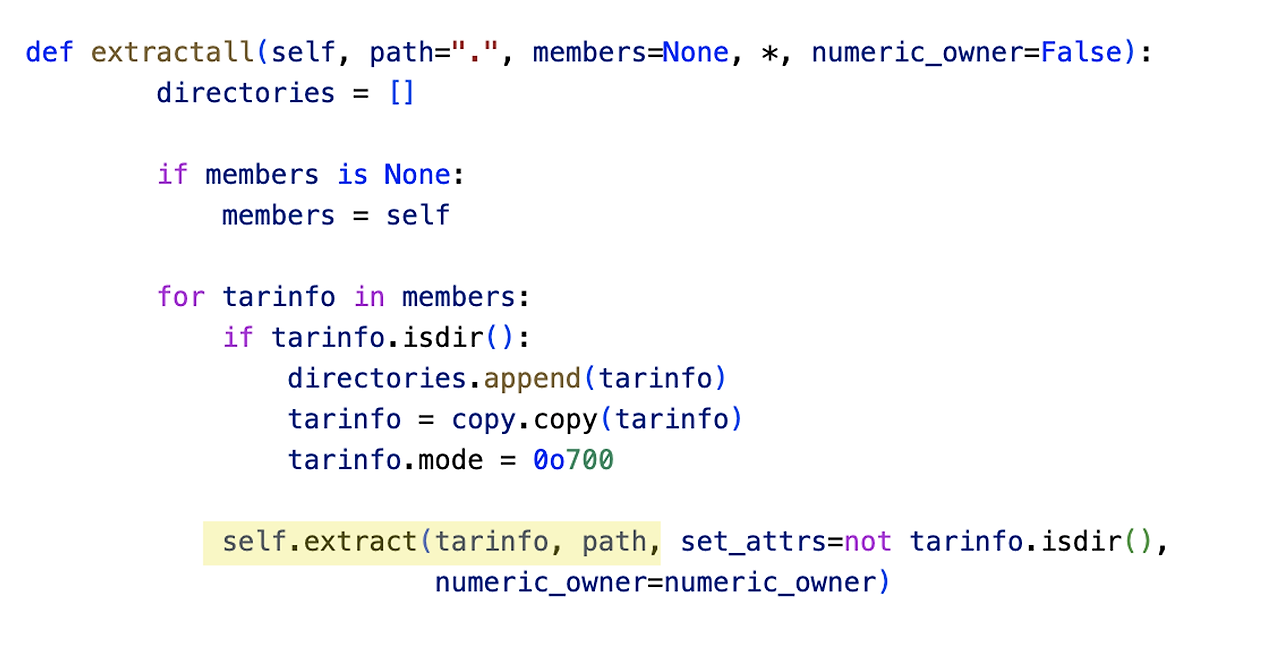 def extractall(self, path=".", members=None, *, numeric_owner=False):
        directories = []

        if members is None:
            members = self

        for tarinfo in members:
            if tarinfo.isdir():
                directories.append(tarinfo)
                tarinfo = copy.copy(tarinfo)
                tarinfo.mode = 0o700

            self.extract(tarinfo, path, set_attrs=not tarinfo.isdir(),
                         numeric_owner=numeric_owner)